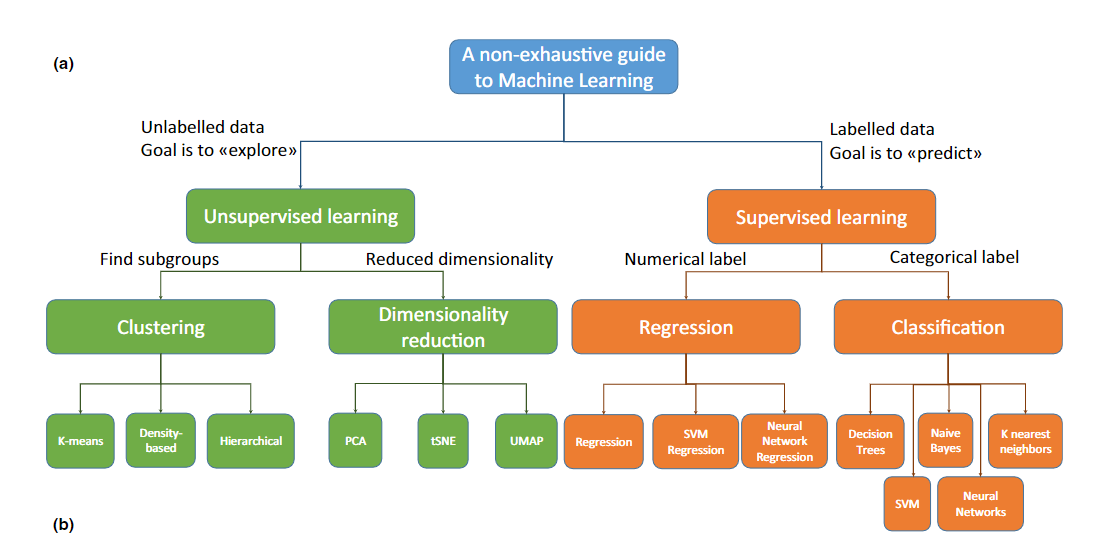 (a)
A non-exhaustive guide
to Machine Learning
Unlabelled data
Goal is to «explore»
Labelled data
Goal is to «predict»
Unsupervised learning
Supervised learning
Find subgroups
Reduced dimensionality
Numerical label
Categorical label
Clustering
Dimensionality
reduction
Regression
Classification
K-means
Density-
based
Hierarchical
PCA
tSNE
UMAP
Regression
SVM
Regression
Neural
Network
Regression
Decision
Trees
Naive
Bayes
K nearest
neighbors
SVM
Neural
Networks
(b)